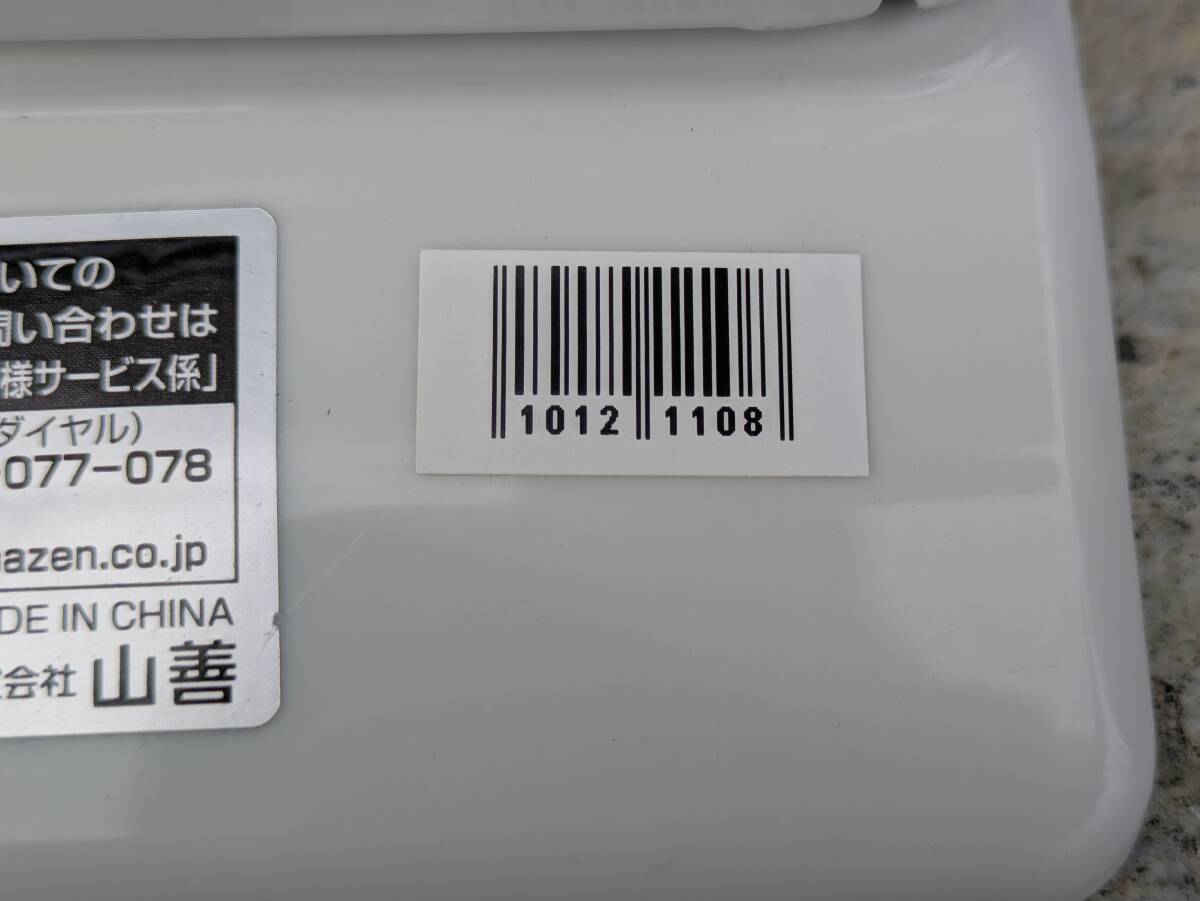 いての
問い合わせは
様サービス係」
ダイヤル）
-077-078
azen.co.jp
DE IN CHINA
会社 山善
1012 1108